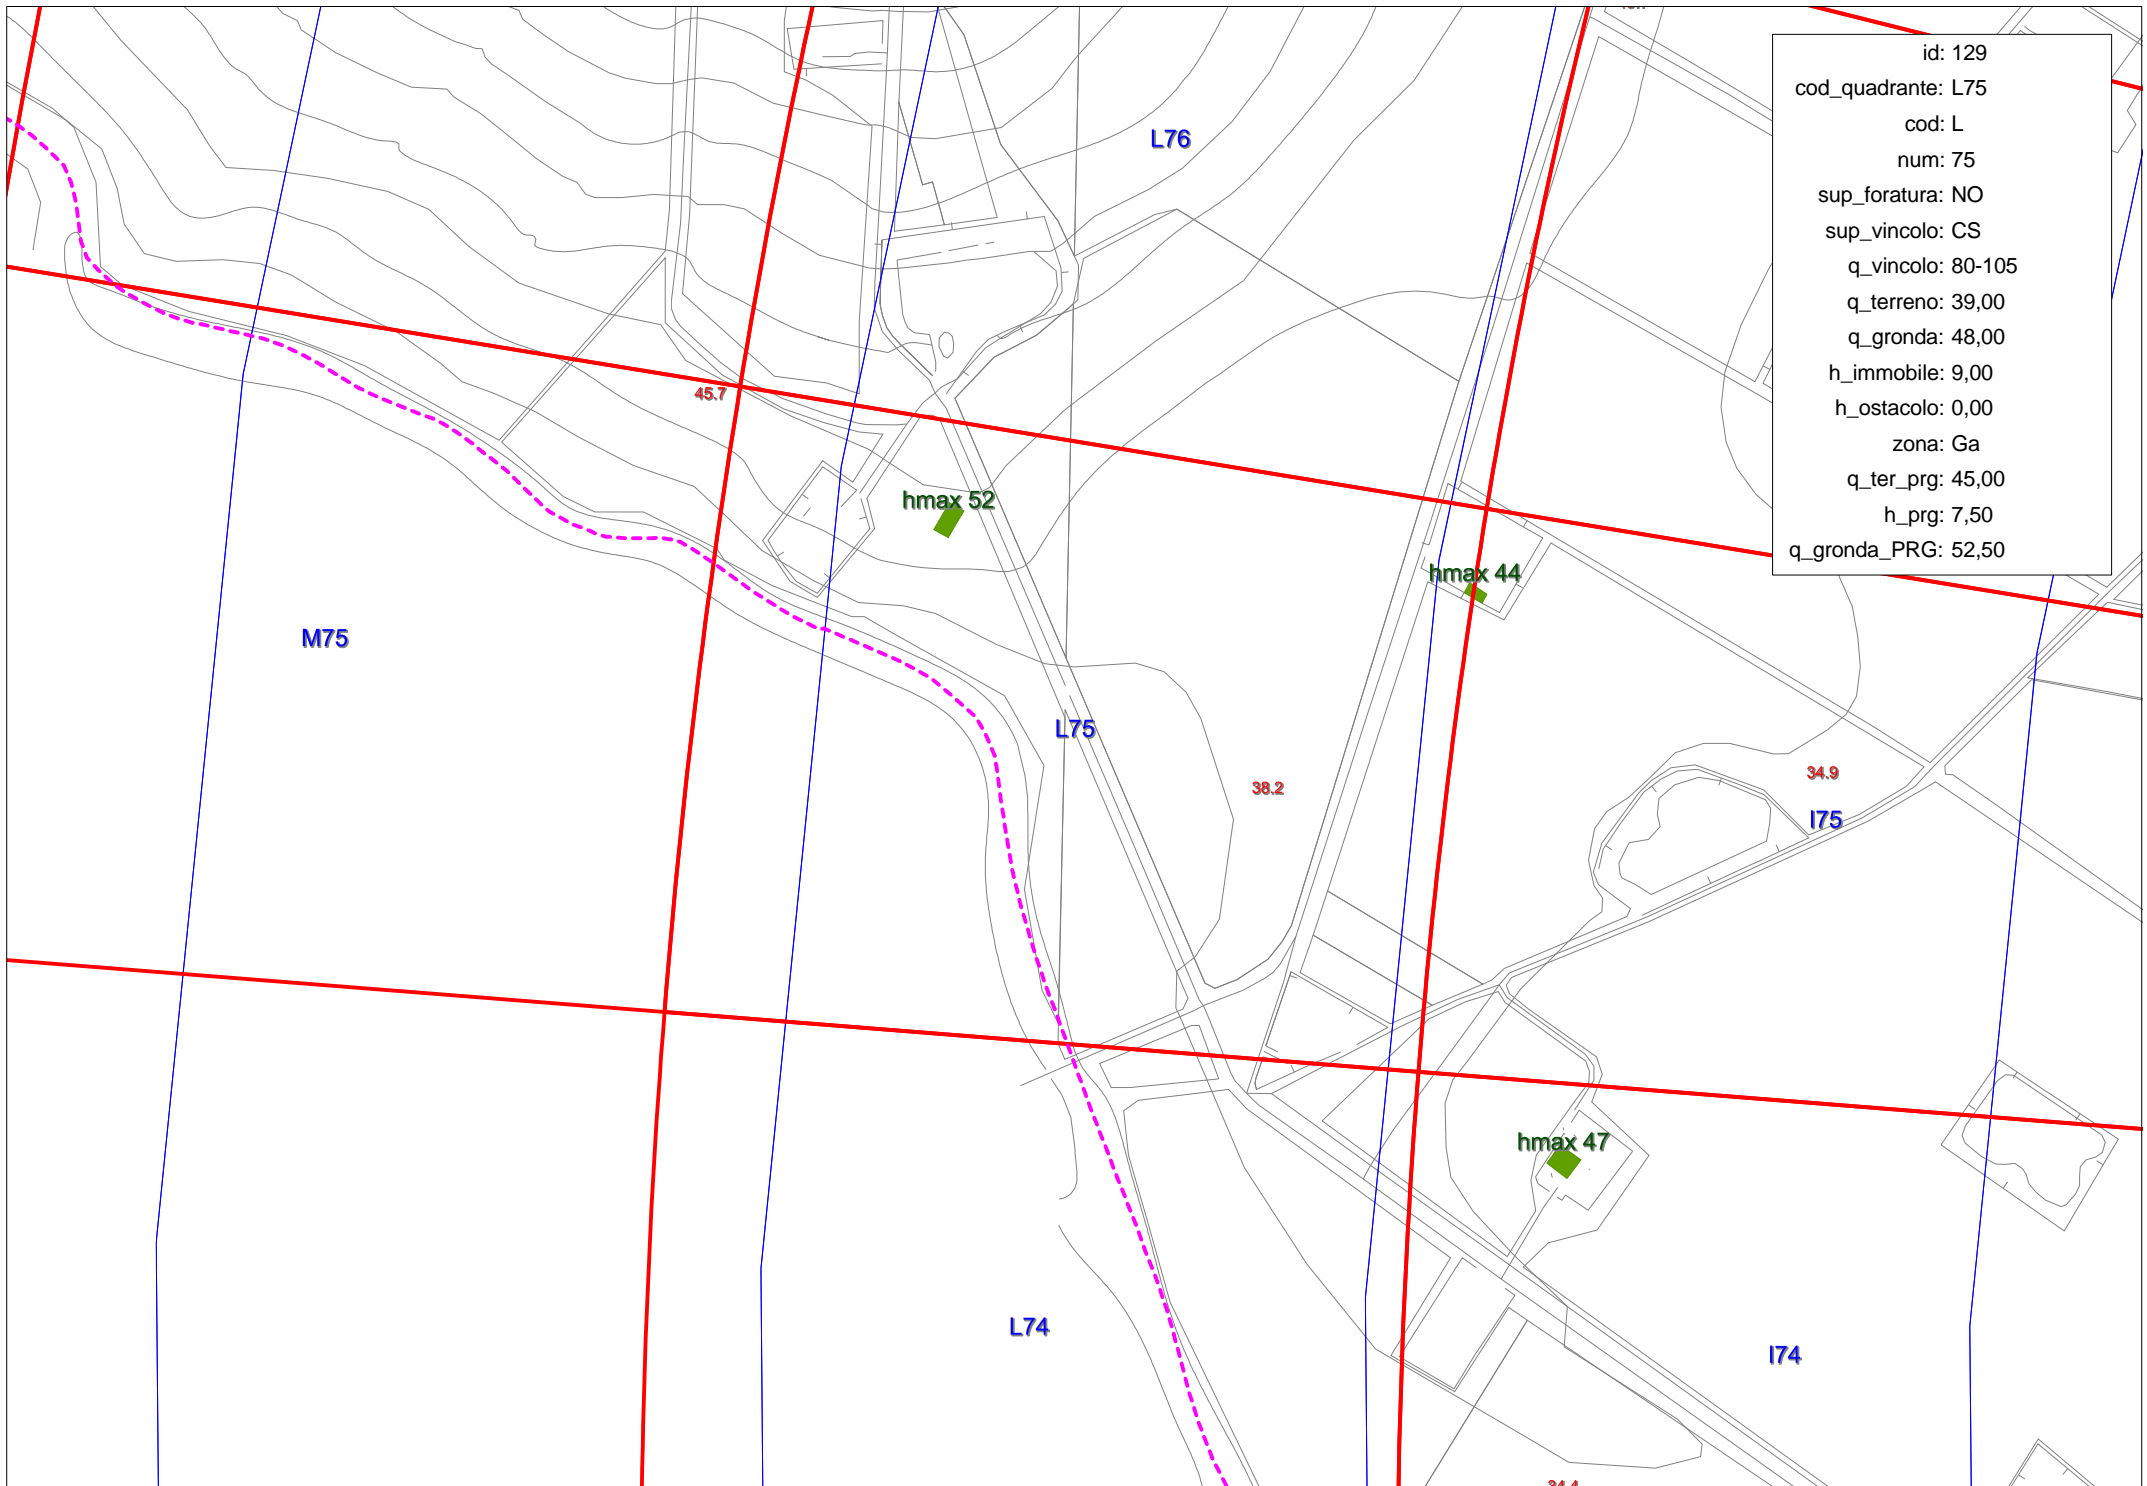 id: 129
cod_quadrante: L75
cod: L
num: 75
sup_foratura: NO
sup_vincolo: CS
q_vincolo: 80-105
q_terreno: 39,00
q_gronda: 48,00
h_immobile: 9,00
h_ostacolo: 0,00
zona: Ga
q_ter_prg: 45,00
h_prg: 7,50
q_gronda_PRG: 52,50
L76
45.7
hmax 52
hmax 44
M75
L75
38.2
34.9
I75
hmax 47
L74
I74